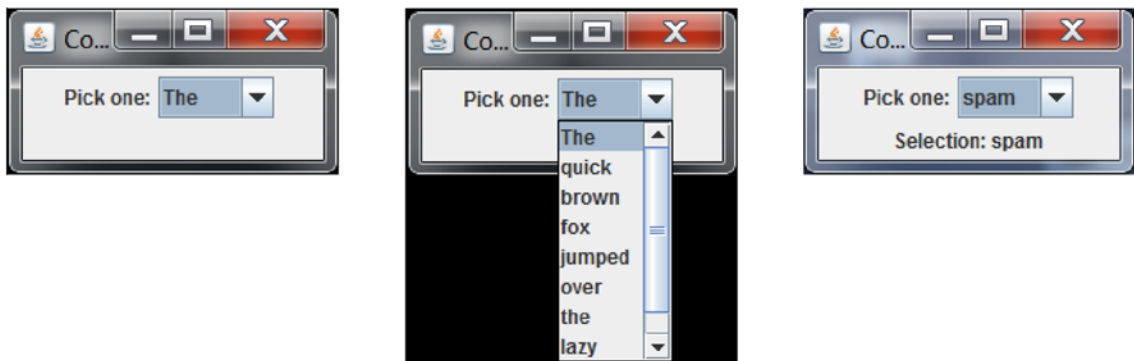 Co...
Pick one: The
Co...
Pick one: The
The
quick
brown
fox
jumped
over
the
lazy
Co...
Pick one: spam
Selection: spam